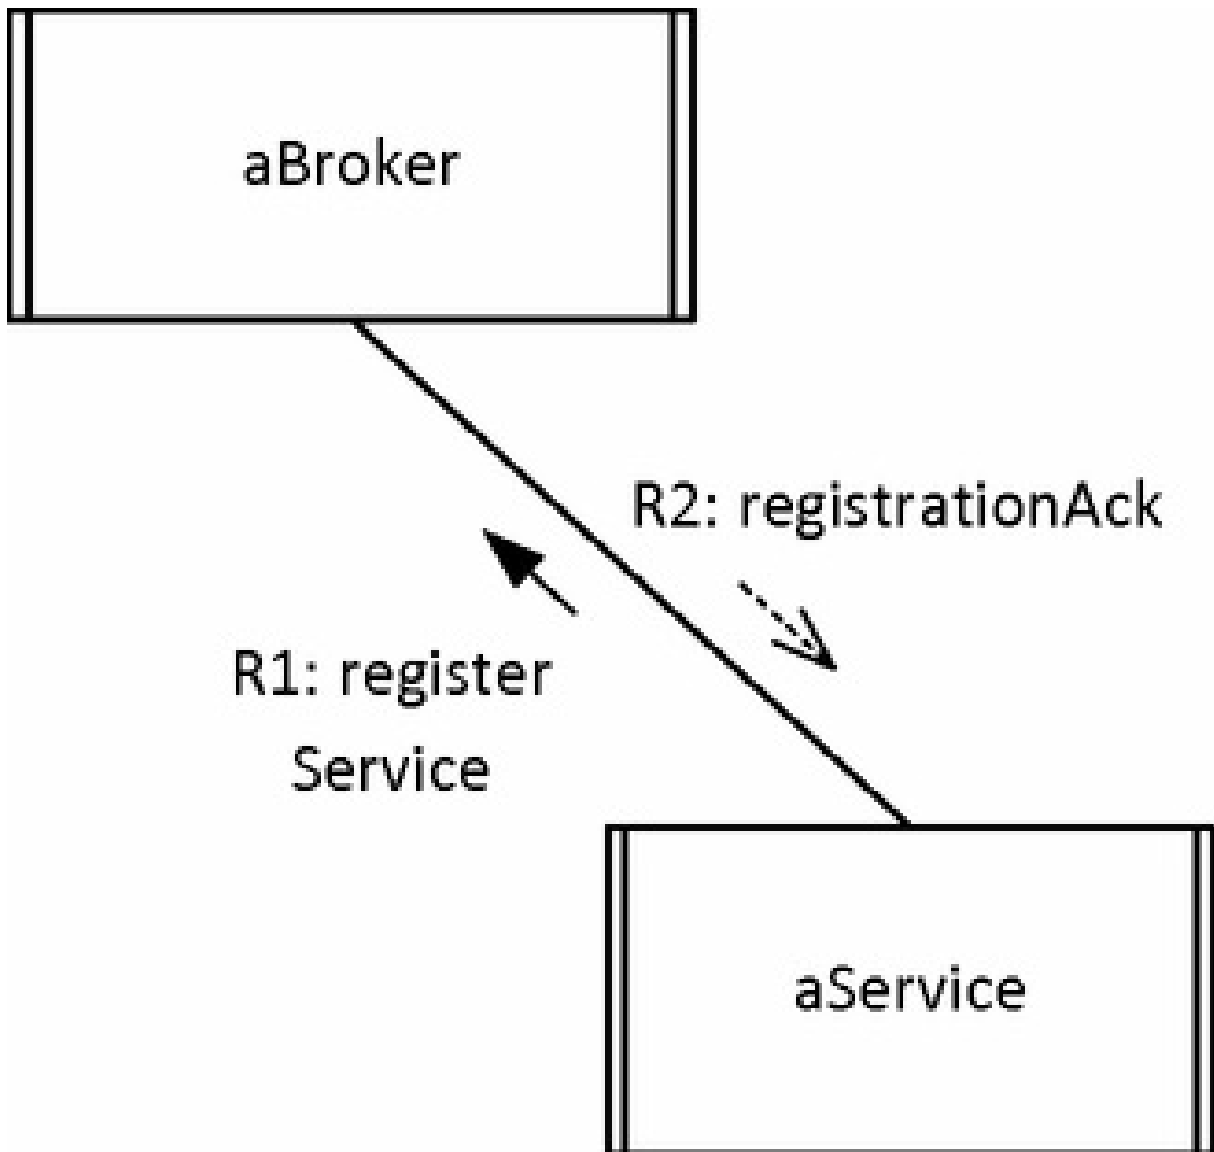 aBroker
R2: registrationAck
R1: register
Service
aService